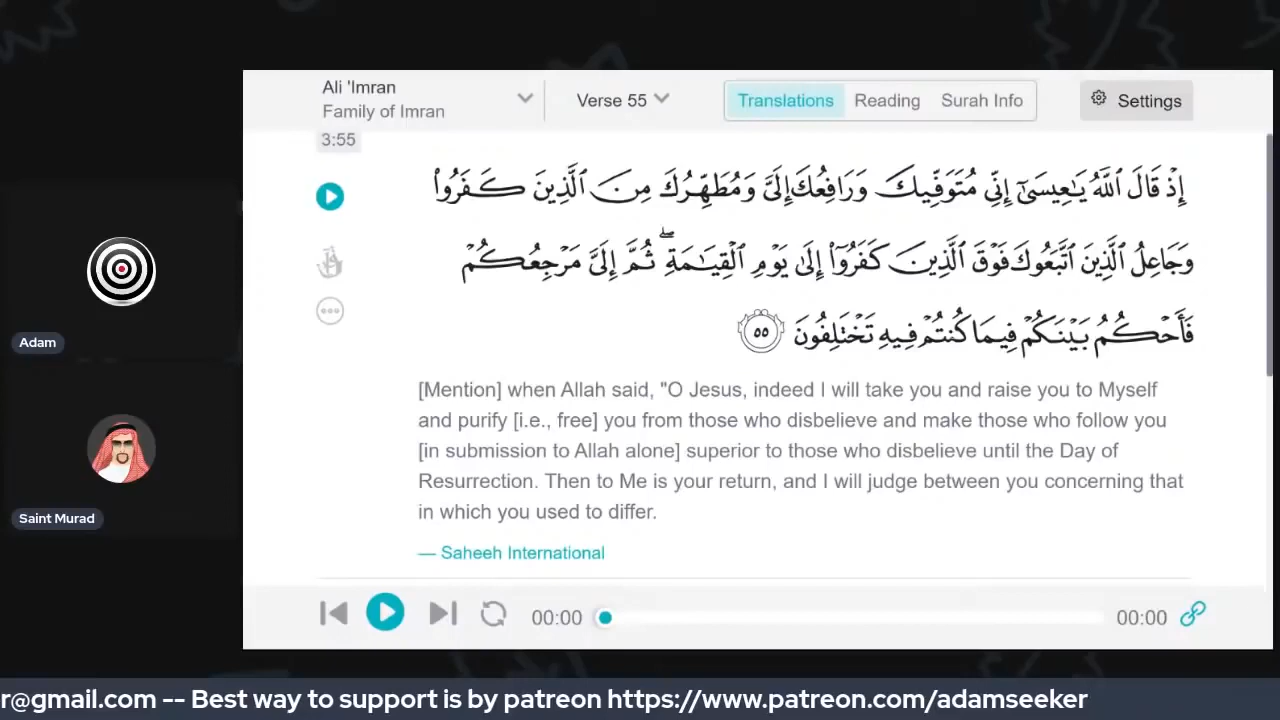 Ali 'Imran
Family of Imran
Verse 55
Translations
Reading
Surah Info
Settings
3:55
إِذْ قَالَ ٱللَّهُ يَـٰعِيسَىٰٓ إِنِّى مُتَوَفِّيكَ وَرَافِعُكَ إِلَىَّ وَمُطَهِّرُكَ مِنَ ٱلَّذِينَ كَفَرُوا۟
وَجَاعِلُ ٱلَّذِينَ ٱتَّبَعُوكَ فَوْقَ ٱلَّذِينَ كَفَرُوٓا۟ إِلَىٰ يَوْمِ ٱلْقِيَـٰمَةِ ۖ ثُمَّ إِلَىَّ مَرْجِعُكُمْ
فَأَحْكُمُ بَيْنَكُمْ فِيمَا كُنتُمْ فِيهِ تَخْتَلِفُونَ ٥٥
[Mention] when Allah said, "O Jesus, indeed I will take you and raise you to Myself
and purify [i.e., free] you from those who disbelieve and make those who follow you
[in submission to Allah alone] superior to those who disbelieve until the Day of
Resurrection. Then to Me is your return, and I will judge between you concerning that
in which you used to differ.
— Saheeh International
00:00
00:00
Adam
Saint Murad
r@gmail.com -- Best way to support is by patreon https://www.patreon.com/adamseeker